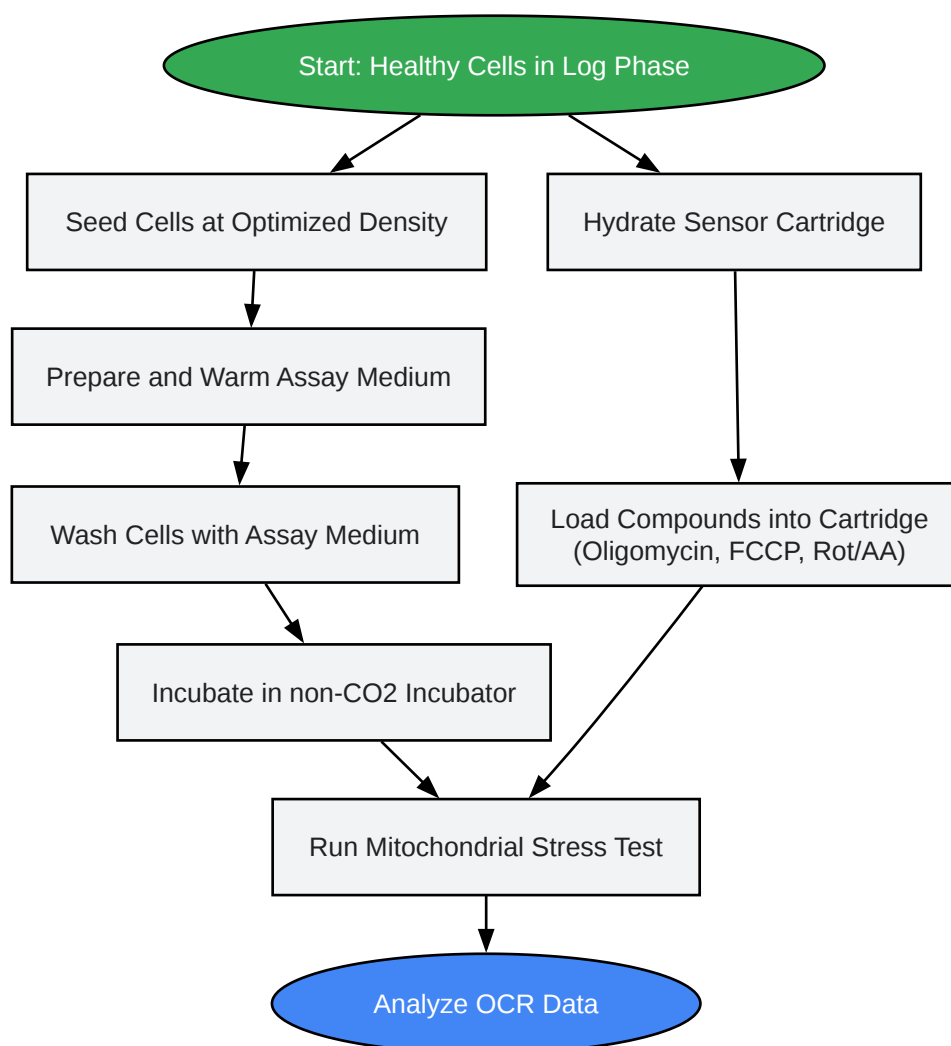 Start: Healthy Cells in Log Phase
Seed Cells at Optimized Density
Hydrate Sensor Cartridge
Prepare and Warm Assay Medium
Wash Cells with Assay Medium
Load Compounds into Cartridge
(Oligomycin, FCCP, Rot/AA)
Incubate in non-CO2 Incubator
Run Mitochondrial Stress Test
Analyze OCR Data